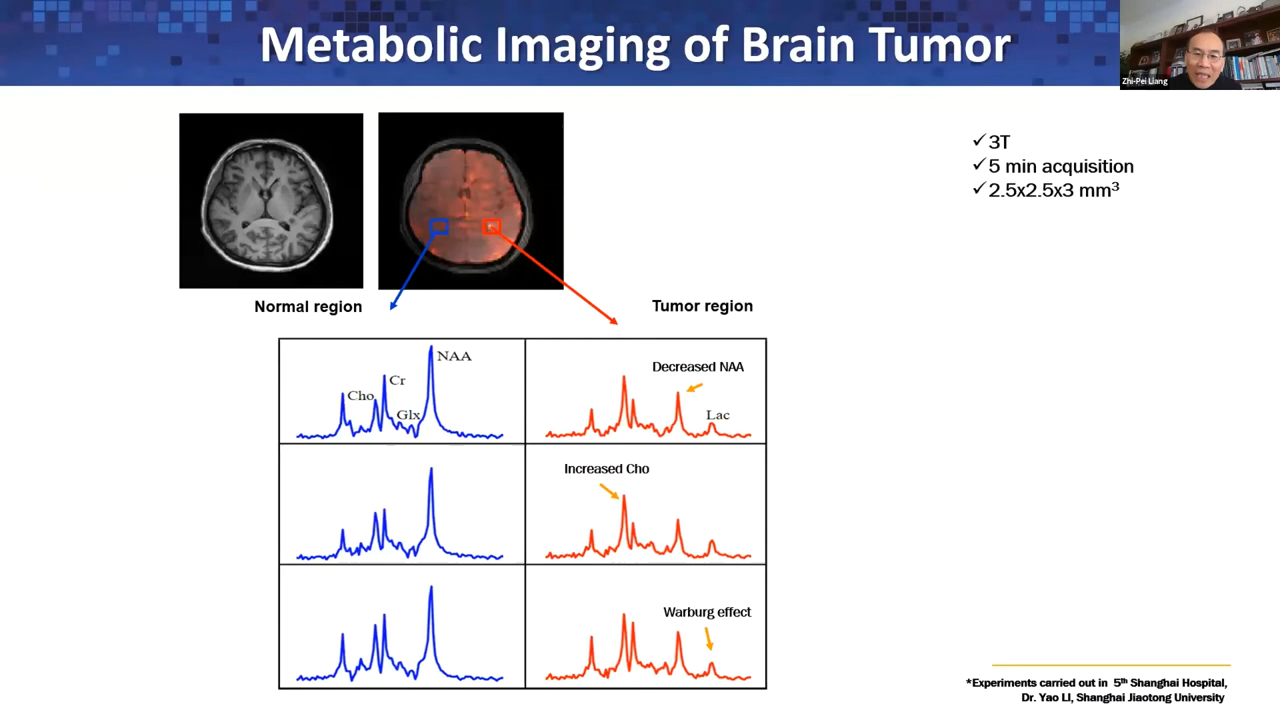 Metabolic Imaging of Brain Tumor
Zhi-Pei Liang
✓3T
✓5 min acquisition
✓2.5x2.5x3 mm³
Normal region
Tumor region
NAA
Cr
Cho
Glx
Decreased NAA
Lac
Increased Cho
Warburg effect
*Experiments carried out in 5th Shanghai Hospital,
Dr. Yao LI, Shanghai Jiaotong University